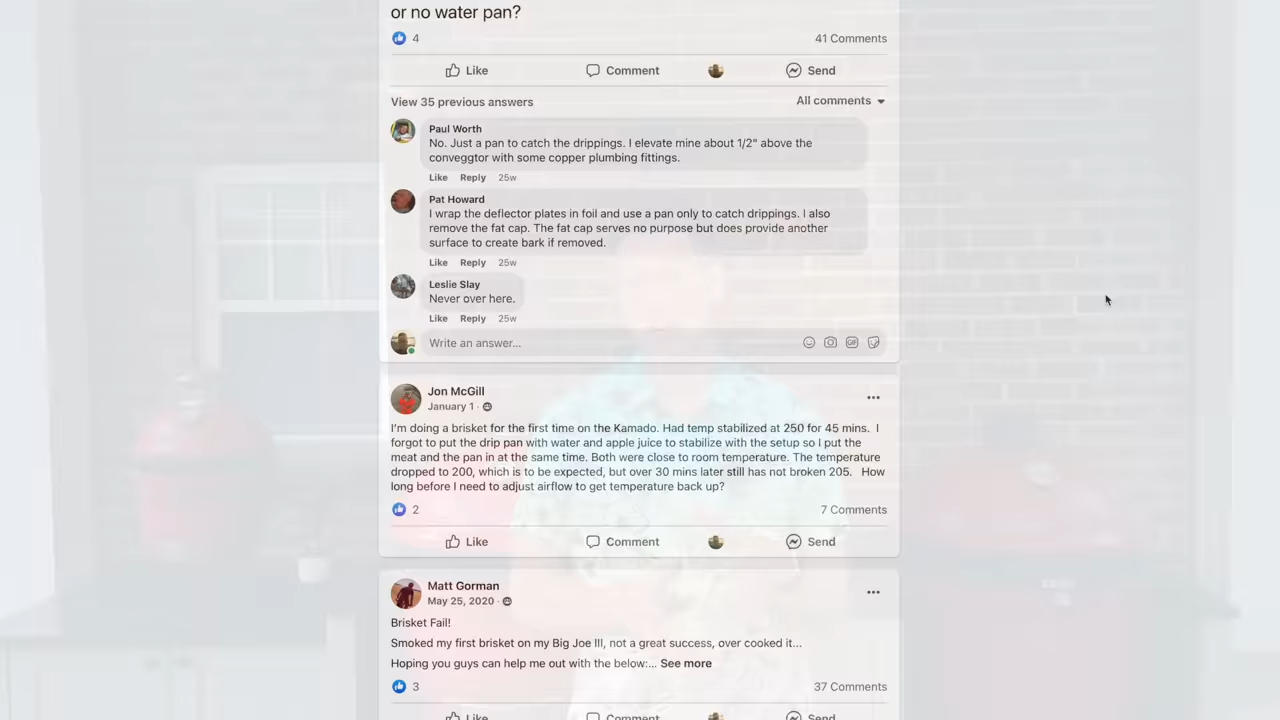 or no water pan?
4
41 Comments
Like
Comment
Send
View 35 previous answers
All comments
Paul Worth
No. Just a pan to catch the drippings. I elevate mine about 1/2" above the
conveggtor with some copper plumbing fittings.
Like Reply 25w
Pat Howard
I wrap the deflector plates in foil and use a pan only to catch drippings. I also
remove the fat cap. The fat cap serves no purpose but does provide another
surface to create bark if removed.
Like Reply 25w
Leslie Slay
Never over here.
Like Reply 25w
Write an answer...
GIF
Jon McGill
January 1 ·
I'm doing a brisket for the first time on the Kamado. Had temp stabilized at 250 for 45 mins. I
forgot to put the drip pan with water and apple juice to stabilize with the setup so I put the
meat and the pan in at the same time. Both were close to room temperature. The temperature
dropped to 200, which is to be expected, but over 30 mins later still has not broken 205. How
long before I need to adjust airflow to get temperature back up?
2
7 Comments
Like
Comment
Send
Matt Gorman
May 25, 2020 ·
Brisket Fail!
Smoked my first brisket on my Big Joe III, not a great success, over cooked it...
Hoping you guys can help me out with the below:... See more
3
37 Comments
Like
Comment
Send